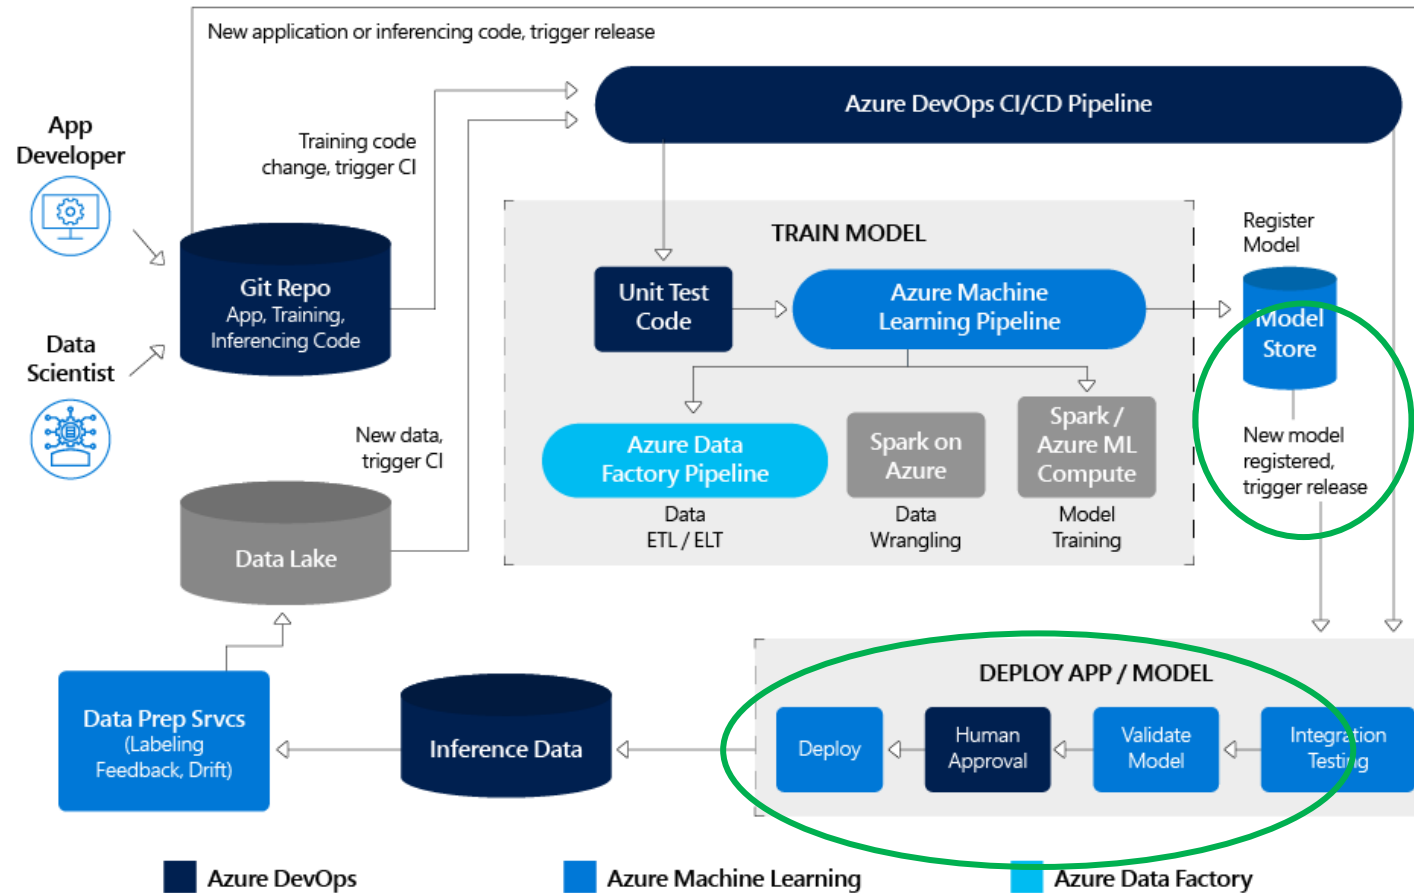 New application or inferencing code, trigger release
Azure DevOps CI/CD Pipeline
App
Developer
Training code
change, trigger CI
TRAIN MODEL
Register
Model
Unit Test
Code
Azure Machine
Learning Pipeline
Model
Store
Git Repo
App, Training,
Inferencing Code
Data
Scientist
New data,
trigger CI
Azure Data
Factory Pipeline
Spark on
Azure
Spark /
Azure ML
Compute
New model
registered,
trigger release
Data
ETL / ELT
Data
Wrangling
Model
Training
Data Lake
DEPLOY APP / MODEL
Data Prep Srvcs
(Labeling
Feedback, Drift)
Inference Data
Deploy
Human
Approval
Validate
Model
Integration
Testing
Azure DevOps
Azure Machine Learning
Azure Data Factory